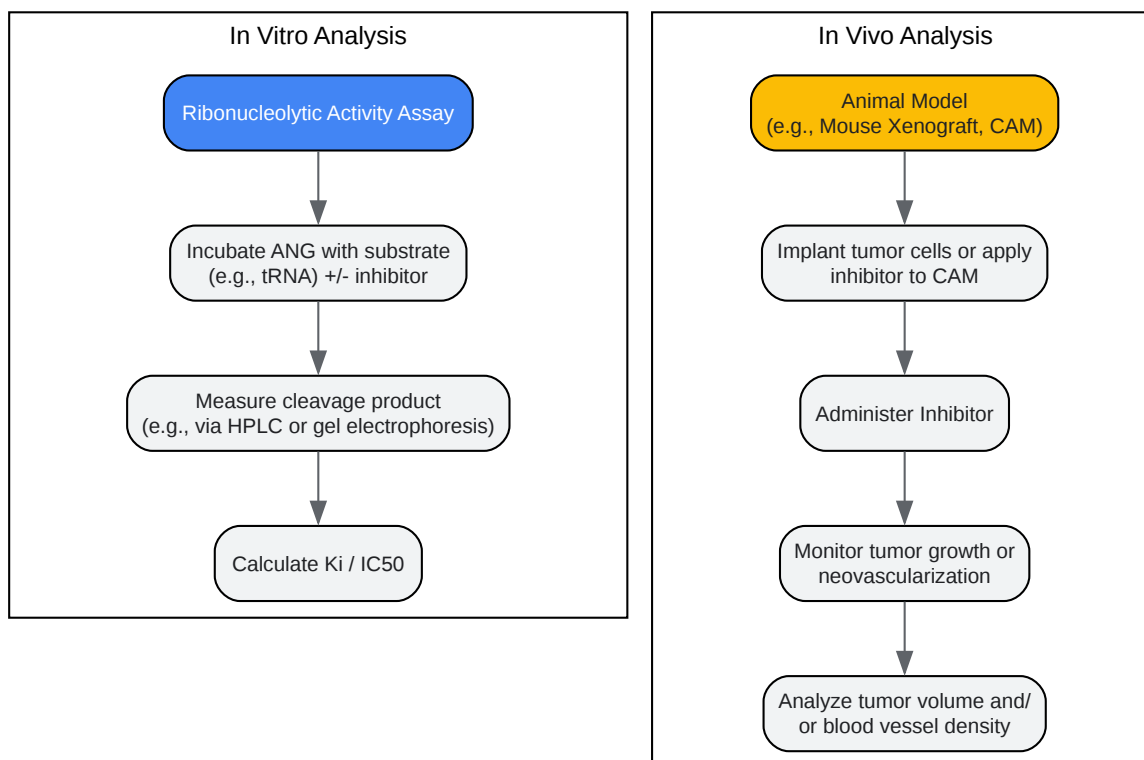 In Vitro Analysis
Ribonucleolytic Activity Assay
Incubate ANG with substrate
(e.g., tRNA) +/- inhibitor
Measure cleavage product
(e.g., via HPLC or gel electrophoresis)
Calculate Ki / IC50
In Vivo Analysis
Animal Model
(e.g., Mouse Xenograft, CAM)
Implant tumor cells or apply
inhibitor to CAM
Administer Inhibitor
Monitor tumor growth or
neovascularization
Analyze tumor volume and/
or blood vessel density